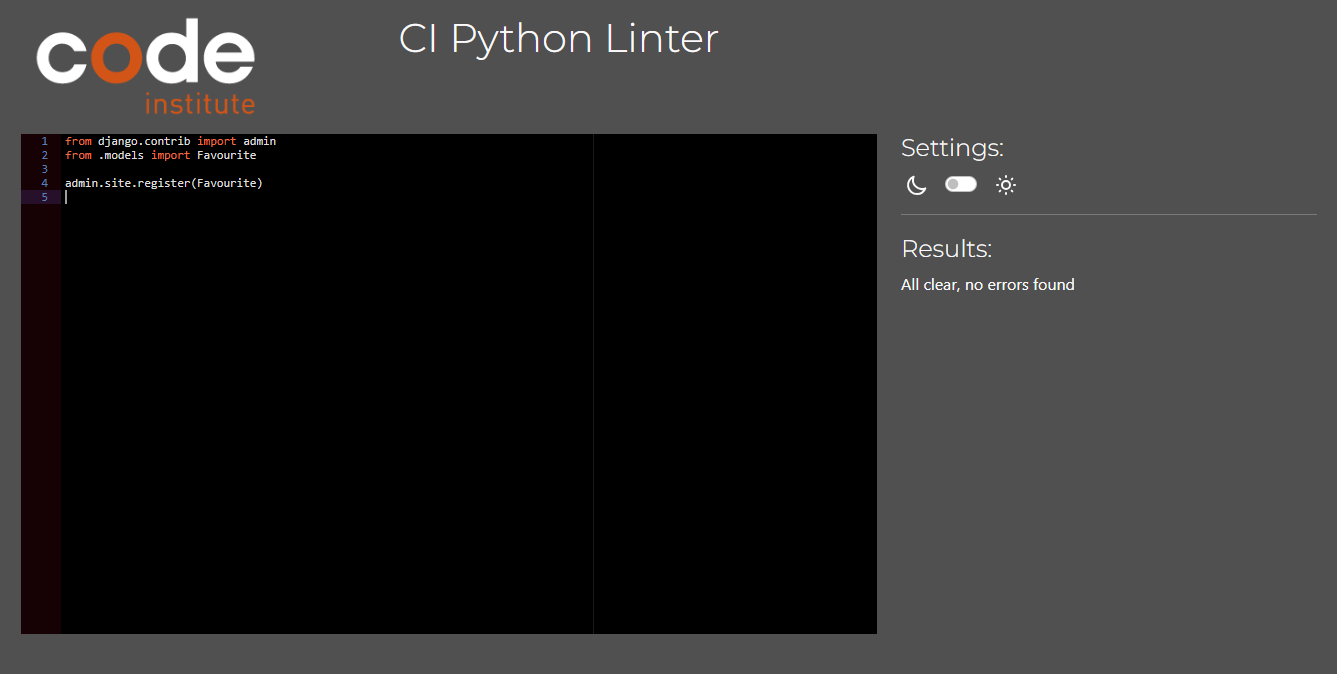 code
institute
CI Python Linter
1 from django.contrib import admin
2 from .models import Favourite
3
4 admin.site.register(Favourite)
5
Settings:
Results:
All clear, no errors found